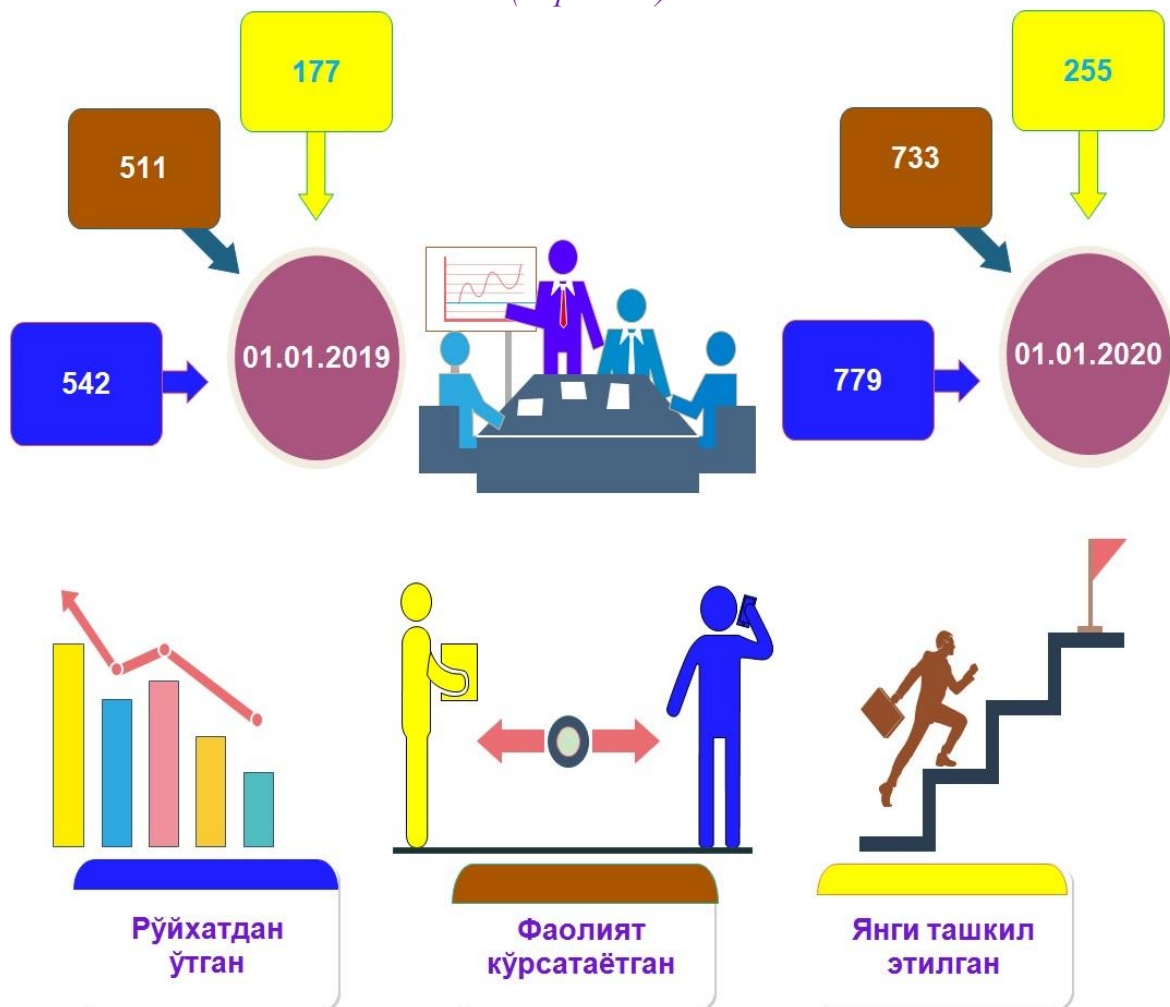 177
255
511
733
542
01.01.2019
779
01.01.2020
Рўйхатдан
ўтган
Фаолият
кўрсатаётган
Янги ташкил
этилган